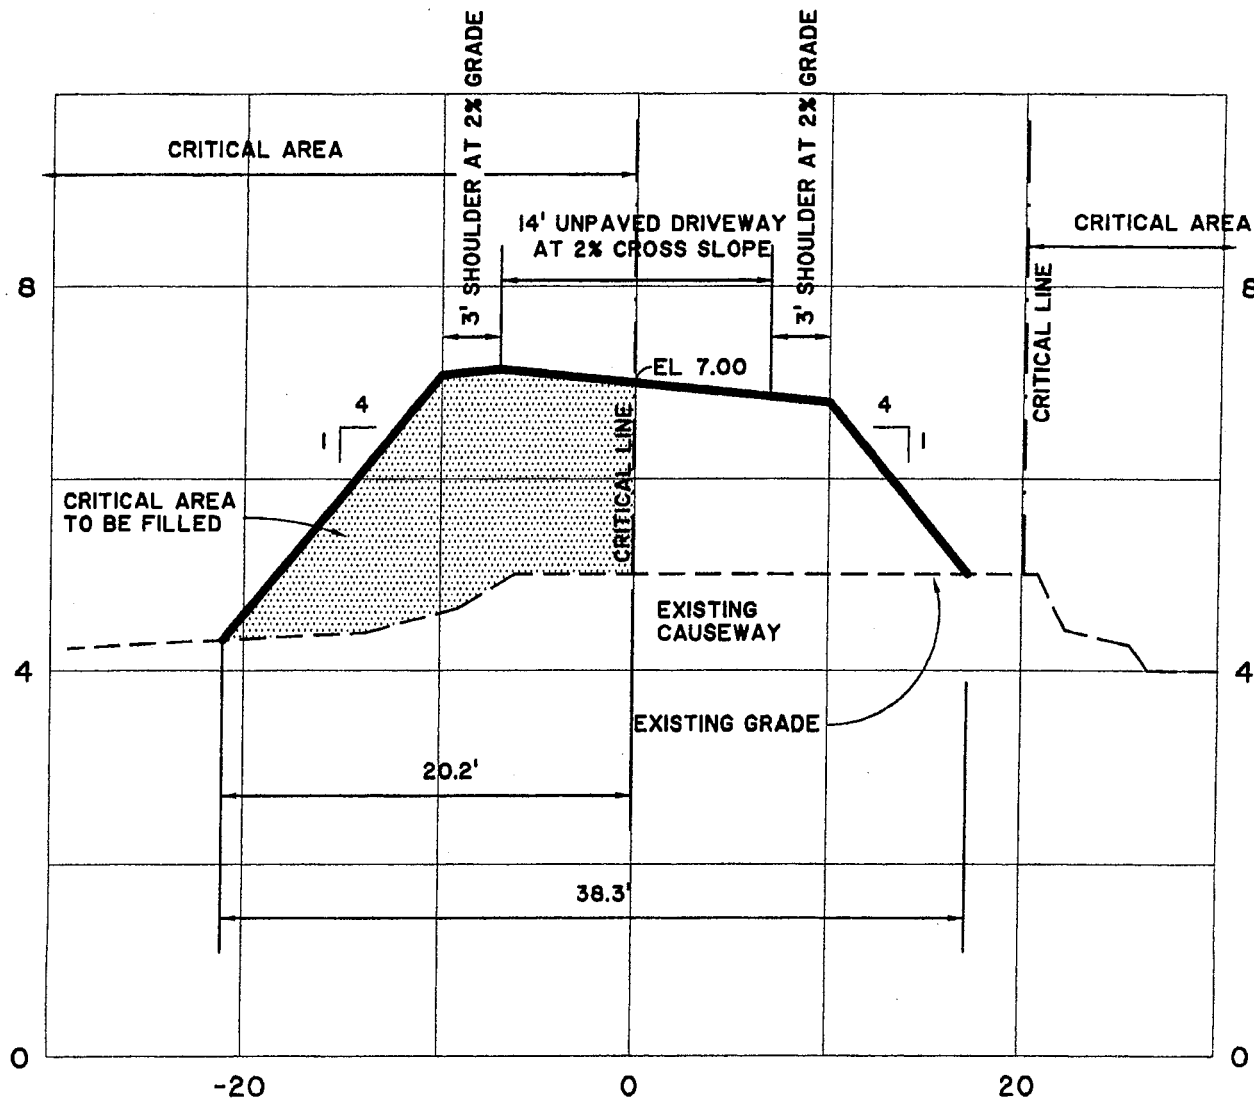 3' SHOULDER AT 2% GRADE
3' SHOULDER AT 2% GRADE
CRITICAL AREA
14' UNPAVED DRIVEWAY
AT 2% CROSS SLOPE
CRITICAL AREA
8
8
CRITICAL LINE
EL 7.00
4
1
4
1
CRITICAL LINE
CRITICAL AREA
TO BE FILLED
EXISTING
CAUSEWAY
4
4
EXISTING GRADE
20.2'
38.3'
0
0
-20
0
20